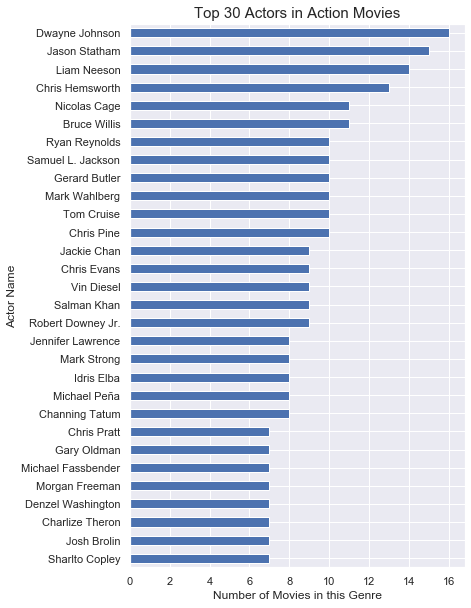 Top 30 Actors in Action Movies
Dwayne Johnson
Jason Statham
Liam Neeson
Chris Hemsworth
Nicolas Cage
Bruce Willis
Ryan Reynolds
Samuel L. Jackson
Gerard Butler
Mark Wahlberg
Tom Cruise
Chris Pine
Jackie Chan
Chris Evans
Vin Diesel
Salman Khan
Robert Downey Jr.
Jennifer Lawrence
Mark Strong
Idris Elba
Michael Peña
Channing Tatum
Chris Pratt
Gary Oldman
Michael Fassbender
Morgan Freeman
Denzel Washington
Charlize Theron
Josh Brolin
Sharlto Copley
Actor Name
0 2 4 6 8 10 12 14 16
Number of Movies in this Genre